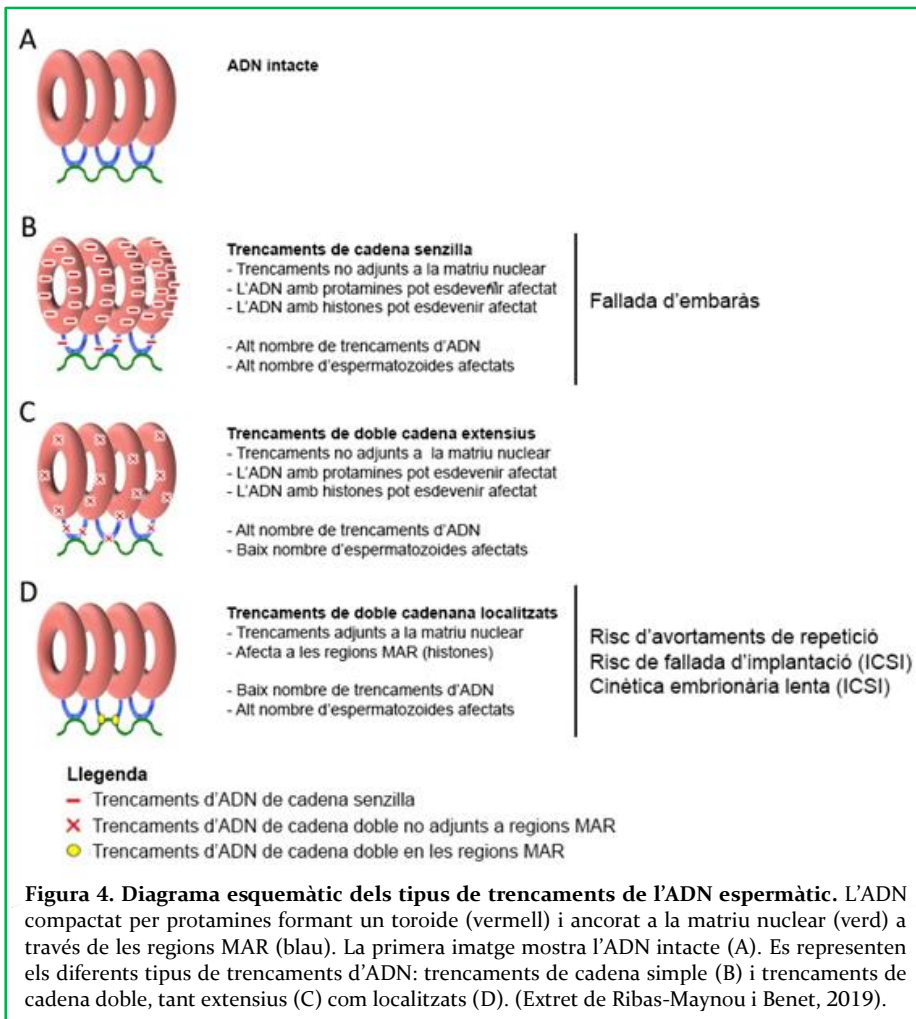 A
ADN intacte
B
Trencaments de cadena senzilla
- Trencaments no adjunts a la matriu nuclear
- L'ADN amb protamines pot esdevenir afectat
- L'ADN amb histones pot esdevenir afectat
- Alt nombre de trencaments d'ADN
- Alt nombre d'espermatozoides afectats
Fallada d'embaràs
C
Trencaments de doble cadena extensius
- Trencaments no adjunts a la matriu nuclear
- L'ADN amb protamines pot esdevenir afectat
- L'ADN amb histones pot esdevenir afectat
- Alt nombre de trencaments d'ADN
- Baix nombre d'espermatozoides afectats
D
Trencaments de doble cadenana localitzats
- Trencaments adjunts a la matriu nuclear
- Afecta a les regions MAR (histones)
- Baix nombre de trencaments d'ADN
- Alt nombre d'espermatozoides afectats
Risc d'avortaments de repetició
Risc de fallada d'implantació (ICSI)
Cinètica embrionària lenta (ICSI)
Llegenda
Trencaments d'ADN de cadena senzilla
Trencaments d'ADN de cadena doble no adjunts a regions MAR
Trencaments d'ADN de cadena doble en les regions MAR
Figura 4. Diagrama esquemàtic dels tipus de trencaments de l'ADN espermàtic. L'ADN
compactat per protamines formant un toroide (vermell) i ancorat a la matriu nuclear (verd) a
través de les regions MAR (blau). La primera imatge mostra l'ADN intacte (A). Es representen
els diferents tipus de trencaments d'ADN: trencaments de cadena simple (B) i trencaments de
cadena doble, tant extensius (C) com localitzats (D). (Extret de Ribas-Maynou i Benet, 2019).